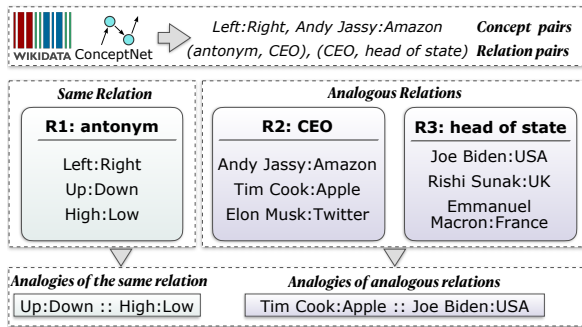 Left:Right, Andy Jassy:Amazon Concept pairs
WIKIDATA ConceptNet (antonym, CEO), (CEO, head of state) Relation pairs
Same Relation
Analogous Relations
R1: antonym
Left:Right
Up:Down
High:Low
R2: CEO
Andy Jassy:Amazon
Tim Cook:Apple
Elon Musk:Twitter
R3: head of state
Joe Biden:USA
Rishi Sunak:UK
Emmanuel
Macron:France
Analogies of the same relation
Up:Down :: High:Low
Analogies of analogous relations
Tim Cook:Apple :: Joe Biden:USA